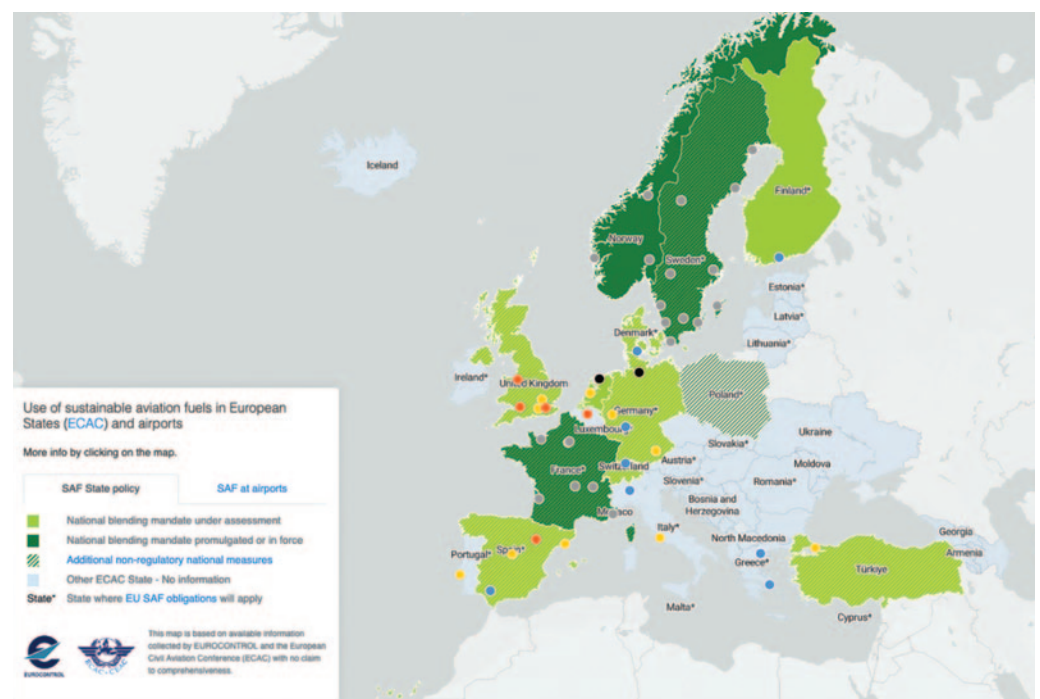 Iceland
Norway
Sweden*
Finland*
Estonia*
Latvia*
Lithuania*
Denmark*
Ireland*
United Kingdom
Germany*
Poland*
Luxembourg
Slovakia*
Ukraine
France*
Switzerland
Austria*
Moldova
Slovenia*
Romania*
Monaco
Bosnia and
Herzegovina
Italy*
North Macedonia
Georgia
Armenia
Portugal*
Spain*
Greece*
Türkiye
Malta*
Cyprus*
Use of sustainable aviation fuels in European
States (ECAC) and airports
More info by clicking on the map.
SAF State policy
SAF at airports
National blending mandate under assessment
National blending mandate promulgated or in force
Additional non-regulatory national measures
Other ECAC State - No information
State* State where EU SAF obligations will apply
EUROCONTROL
ECAC-CEAC
This map is based on available information
collected by EUROCONTROL and the European
Civil Aviation Conference (ECAC) with no claim
to comprehensiveness.